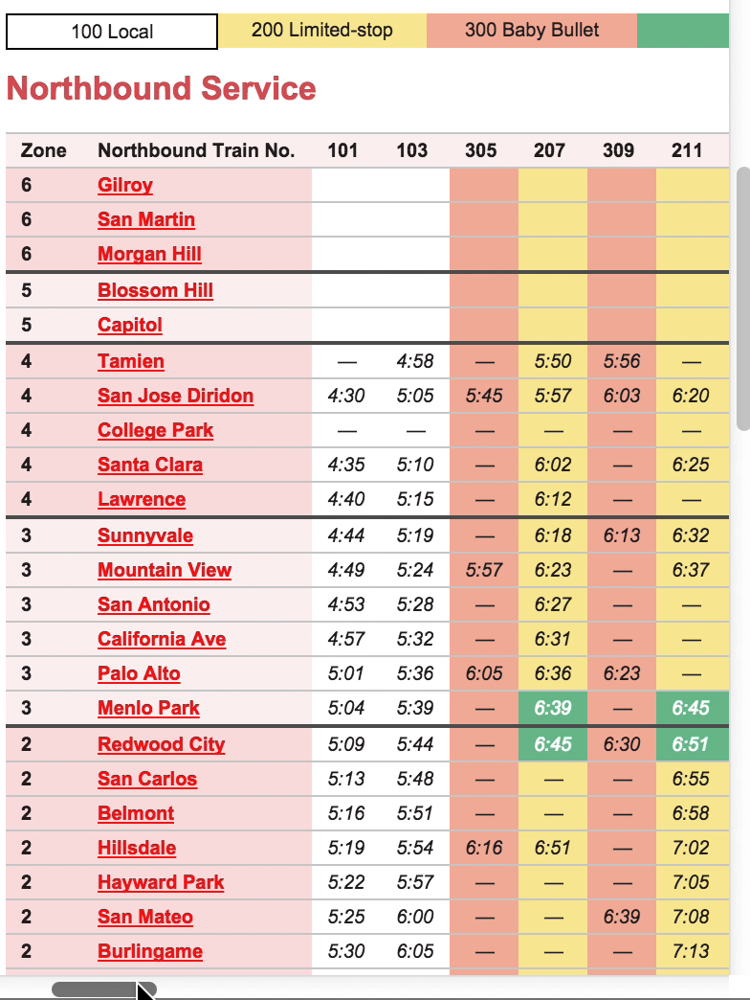 100 Local 200 Limited-stop 300 Baby Bullet
Northbound Service
Zone Northbound Train No. 101 103 305 207 309 211
6 Gilroy
6 San Martin
6 Morgan Hill
5 Blossom Hill
5 Capitol
4 Tamien — 4:58 — 5:50 5:56 —
4 San Jose Diridon 4:30 5:05 5:45 5:57 6:03 6:20
4 College Park — — — — — —
4 Santa Clara 4:35 5:10 — 6:02 — 6:25
4 Lawrence 4:40 5:15 — 6:12 — —
3 Sunnyvale 4:44 5:19 — 6:18 6:13 6:32
3 Mountain View 4:49 5:24 5:57 6:23 — 6:37
3 San Antonio 4:53 5:28 — 6:27 — —
3 California Ave 4:57 5:32 — 6:31 — —
3 Palo Alto 5:01 5:36 6:05 6:36 6:23 —
3 Menlo Park 5:04 5:39 — 6:39 — 6:45
2 Redwood City 5:09 5:44 — 6:45 6:30 6:51
2 San Carlos 5:13 5:48 — — — 6:55
2 Belmont 5:16 5:51 — — — 6:58
2 Hillsdale 5:19 5:54 6:16 6:51 — 7:02
2 Hayward Park 5:22 5:57 — — — 7:05
2 San Mateo 5:25 6:00 — — 6:39 7:08
2 Burlingame 5:30 6:05 — — — 7:13